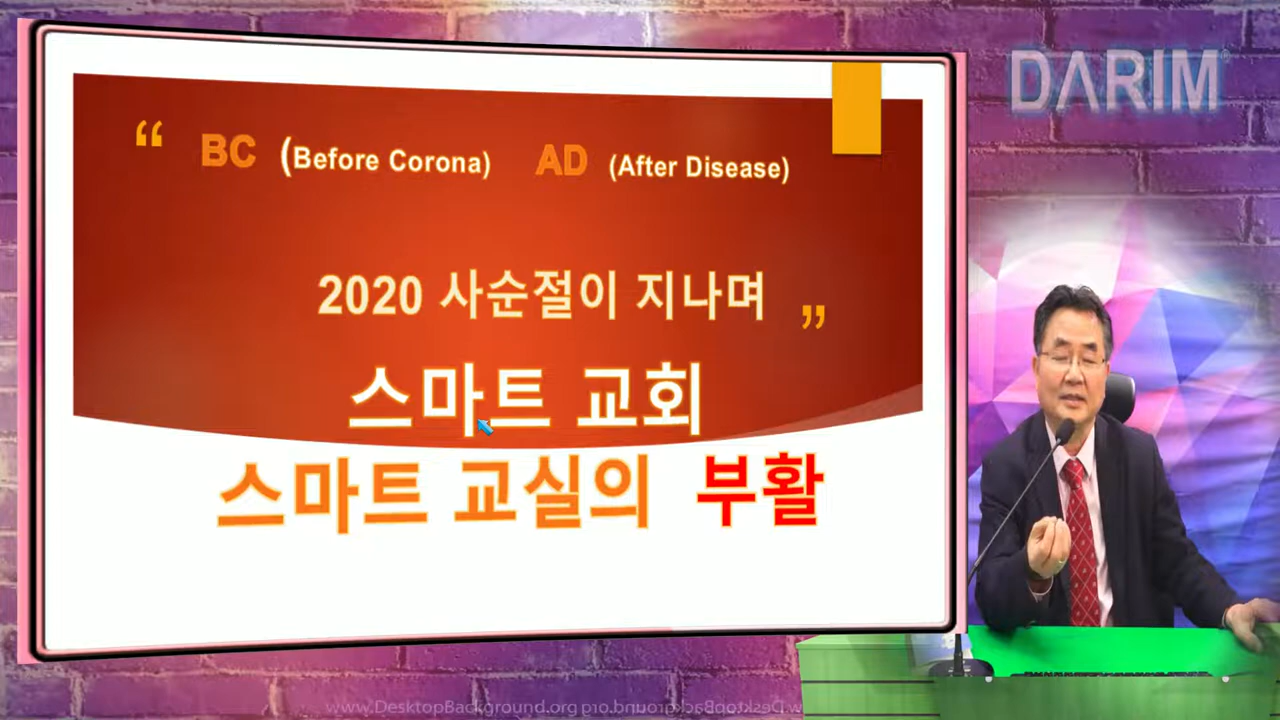 “ BC (Before Corona) AD (After Disease)
2020 사순절이 지나며 ”
스마트 교회
스마트 교실의 부활
DARIM
www.DesktopBackground.org